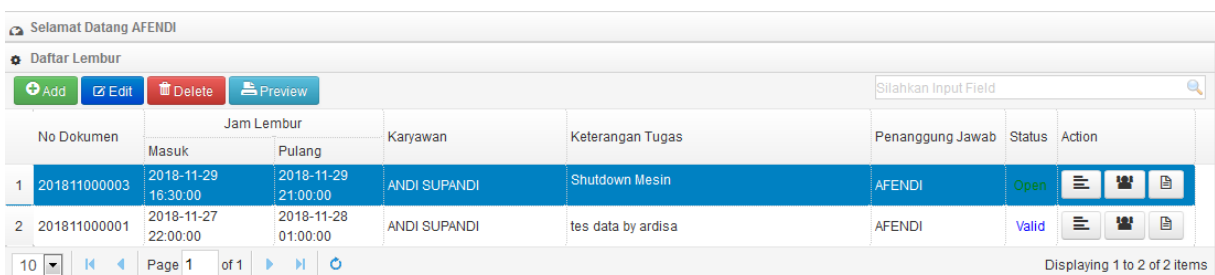 Selamat Datang AFENDI
Daftar Lembur
Add Edit Delete Preview Silahkan Input Field
No Dokumen Jam Lembur Karyawan Keterangan Tugas Penanggung Jawab Status Action
Masuk Pulang
1 201811000003 2018-11-29 16:30:00 2018-11-29 21:00:00 ANDI SUPANDI Shutdown Mesin AFENDI Open
2 201811000001 2018-11-27 22:00:00 2018-11-28 01:00:00 ANDI SUPANDI tes data by ardisa AFENDI Valid
10 Page 1 of 1 Displaying 1 to 2 of 2 items